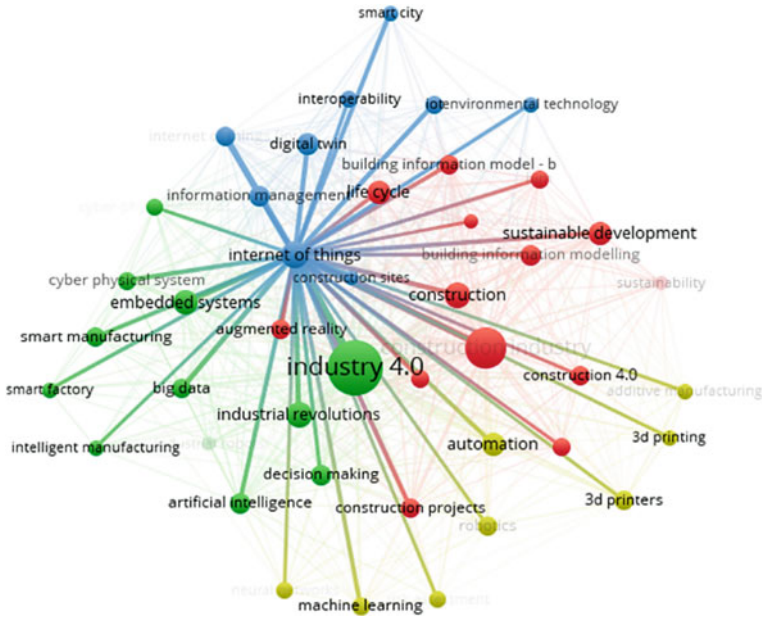 smart city
interoperability
iotenvironmental technology
digital twin
building information model - b
information management
life cycle
sustainable development
internet of things
building information modelling
construction sites
sustainability
cyber physical system
embedded systems
construction
augmented reality
smart manufacturing
construction industry
industry 4.0
construction 4.0
smart factory
big data
additive manufacturing
industrial revolutions
3d printing
automation
intelligent manufacturing
decision making
3d printers
artificial intelligence
construction projects
robotics
machine learning